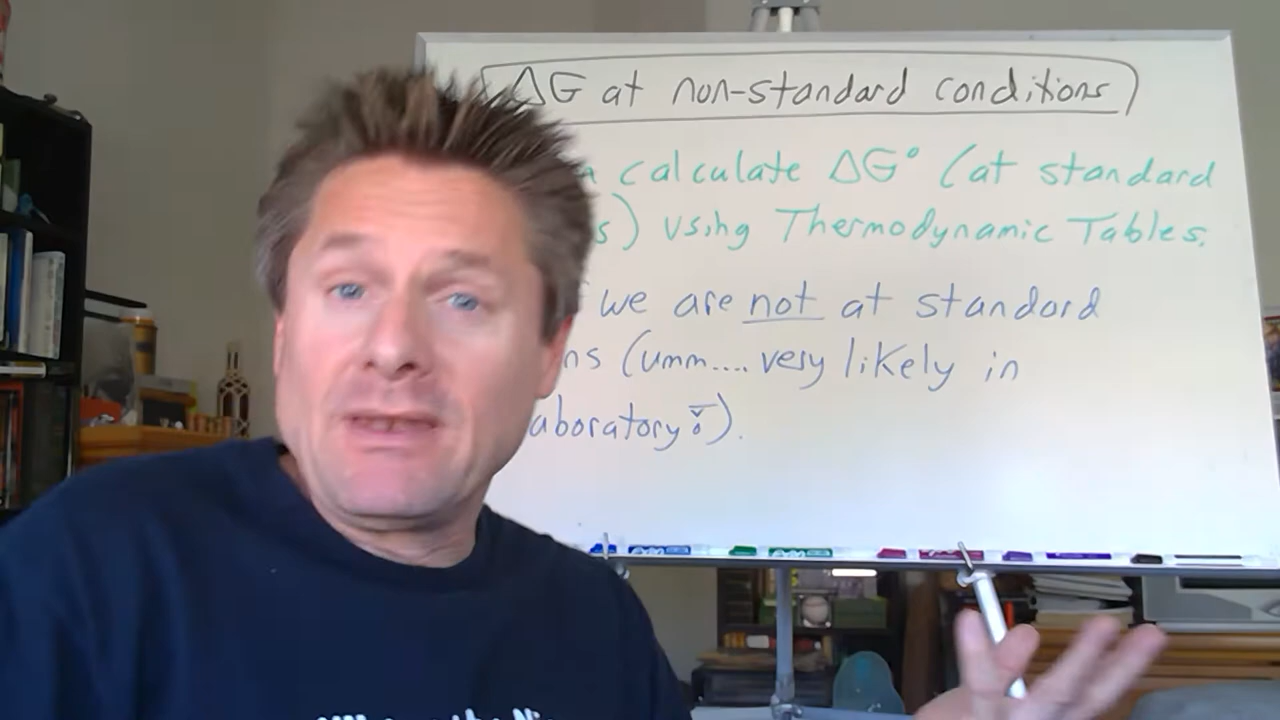 ΔG at non-standard conditions
calculate ΔG° (at standard
s) using Thermodynamic Tables.
we are not at standard
ns (umm.... very likely in
aboratory).